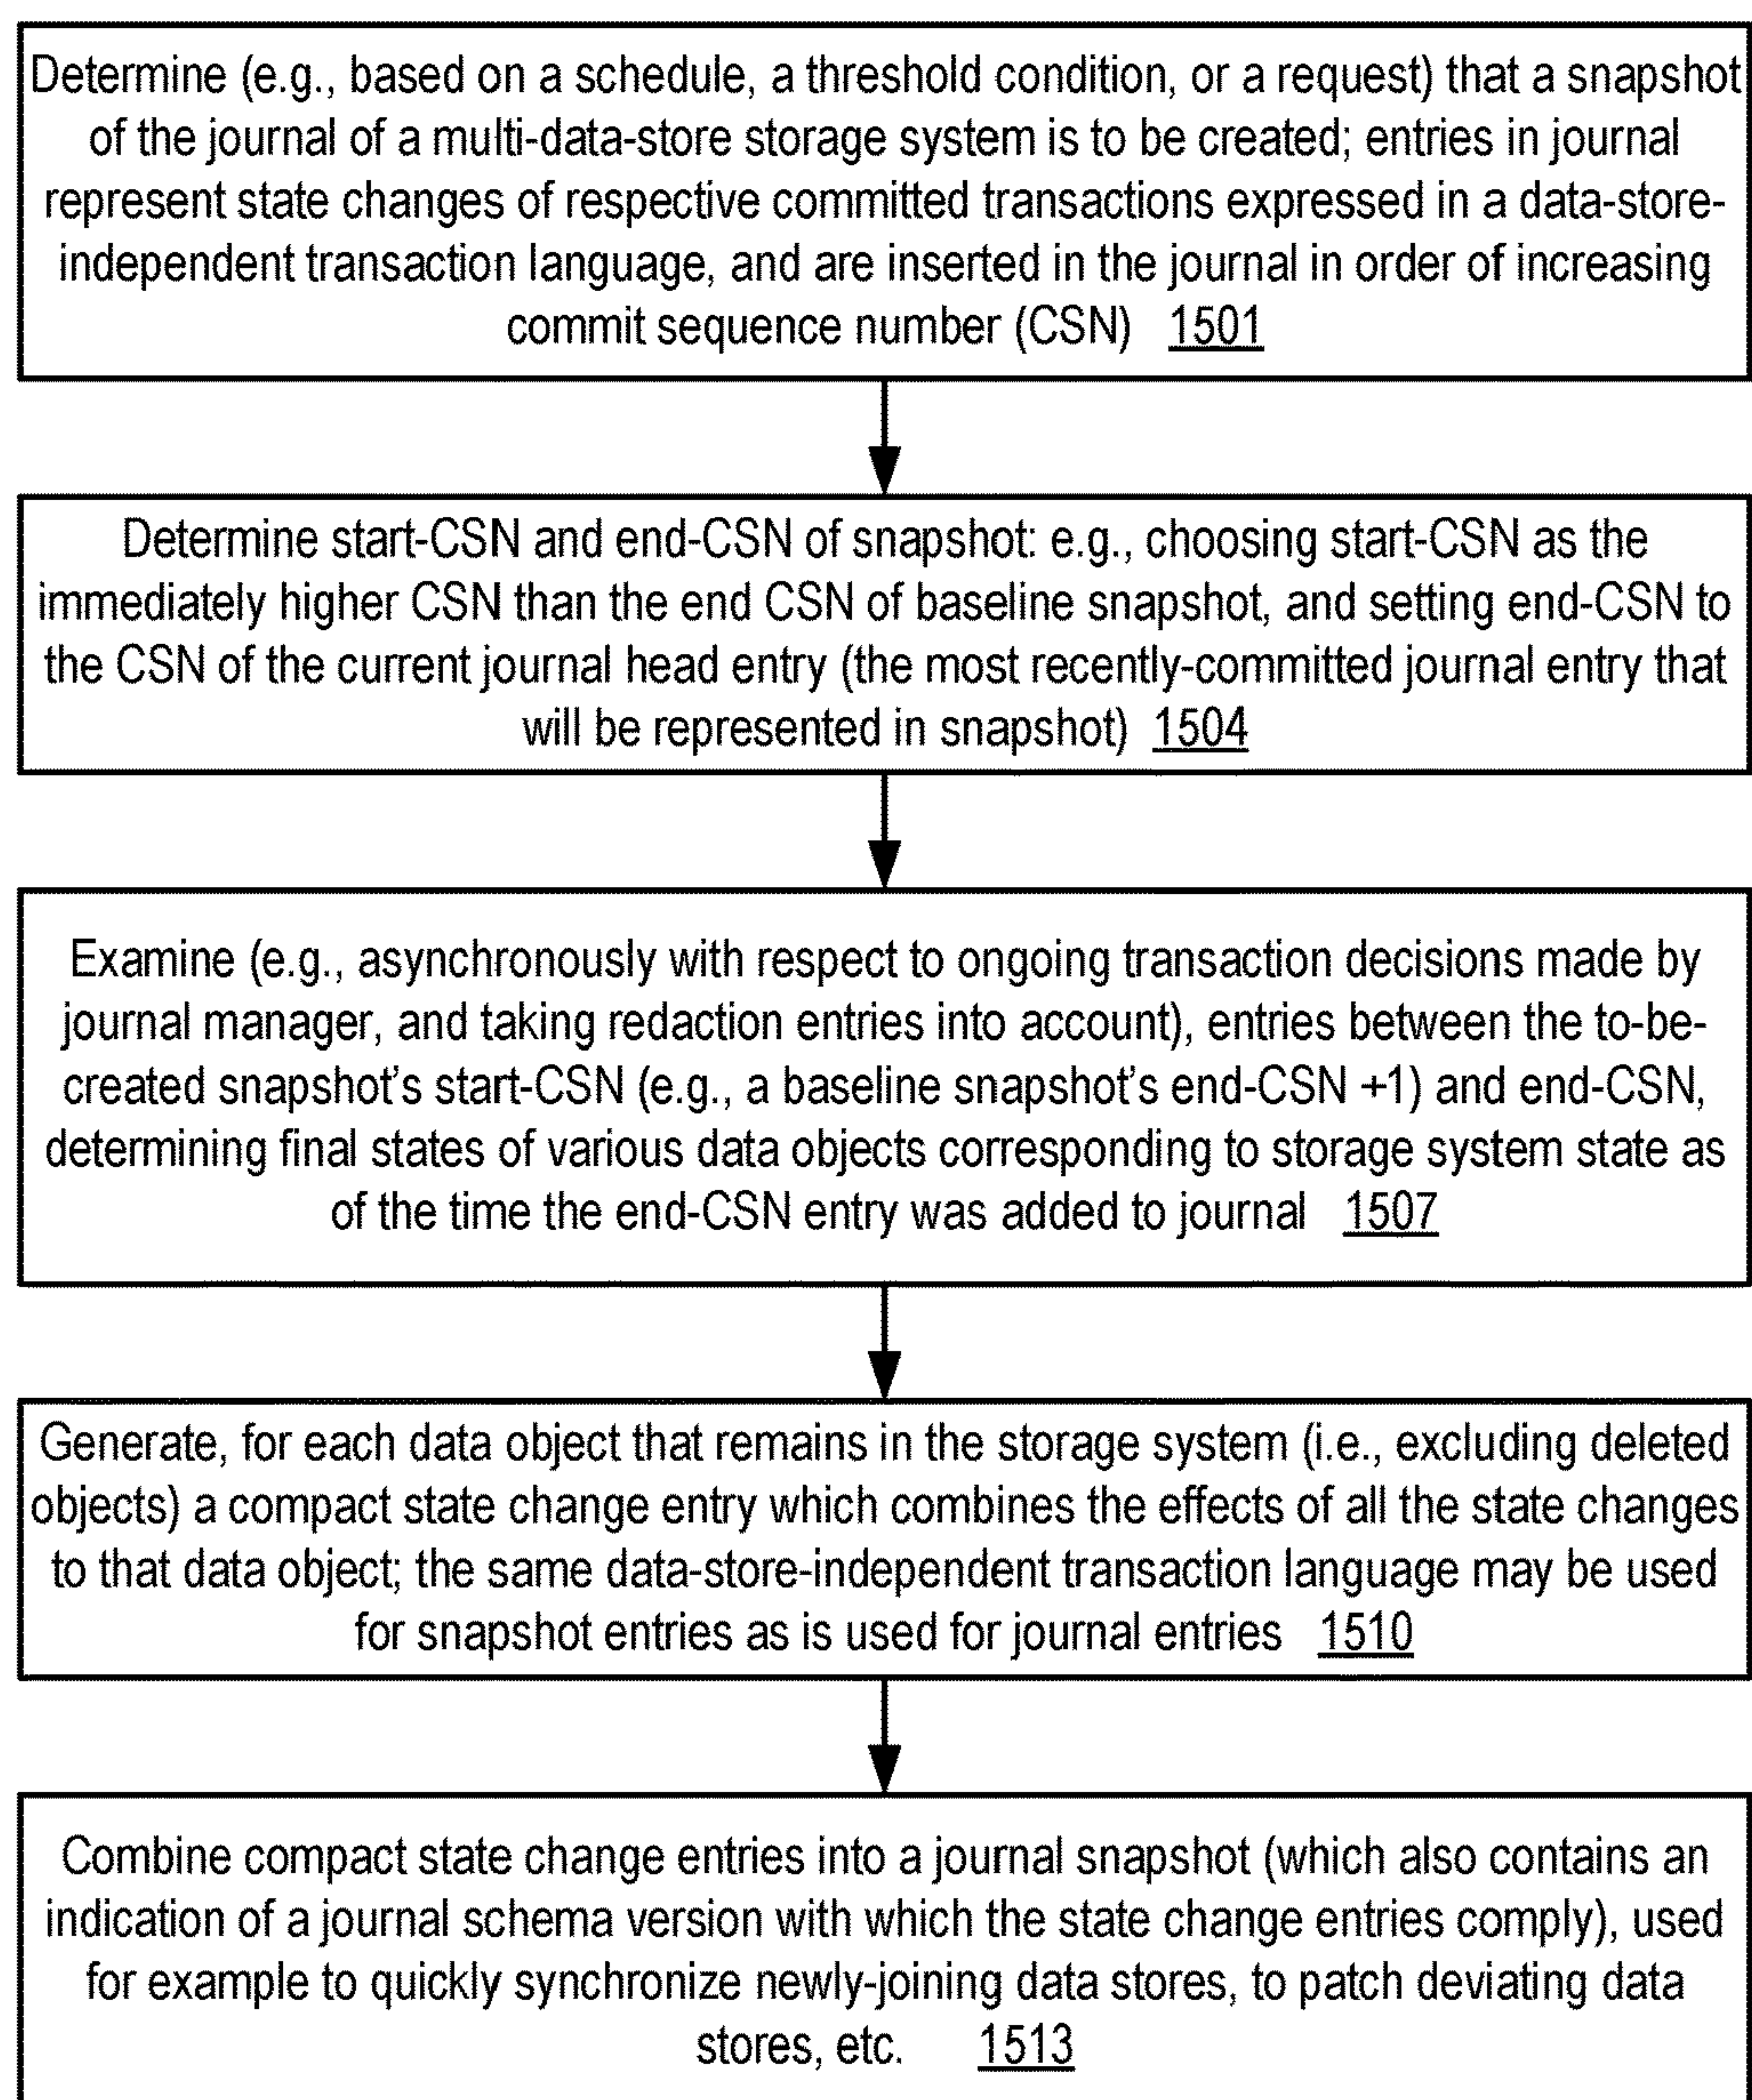 Determine (e.g., based on a schedule, a threshold condition, or a request) that a snapshot
of the journal of a multi-data-store storage system is to be created; entries in journal
represent state changes of respective committed transactions expressed in a data-store-
independent transaction language, and are inserted in the journal in order of increasing
commit sequence number (CSN) 1501
Determine start-CSN and end-CSN of snapshot: e.g., choosing start-CSN as the
immediately higher CSN than the end CSN of baseline snapshot, and setting end-CSN to
the CSN of the current journal head entry (the most recently-committed journal entry that
will be represented in snapshot) 1504
Examine (e.g., asynchronously with respect to ongoing transaction decisions made by
journal manager, and taking redaction entries into account), entries between the to-be-
created snapshot's start-CSN (e.g., a baseline snapshot's end-CSN +1) and end-CSN,
determining final states of various data objects corresponding to storage system state as
of the time the end-CSN entry was added to journal 1507
Generate, for each data object that remains in the storage system (i.e., excluding deleted
objects) a compact state change entry which combines the effects of all the state changes
to that data object; the same data-store-independent transaction language may be used
for snapshot entries as is used for journal entries 1510
Combine compact state change entries into a journal snapshot (which also contains an
indication of a journal schema version with which the state change entries comply), used
for example to quickly synchronize newly-joining data stores, to patch deviating data
stores, etc. 1513